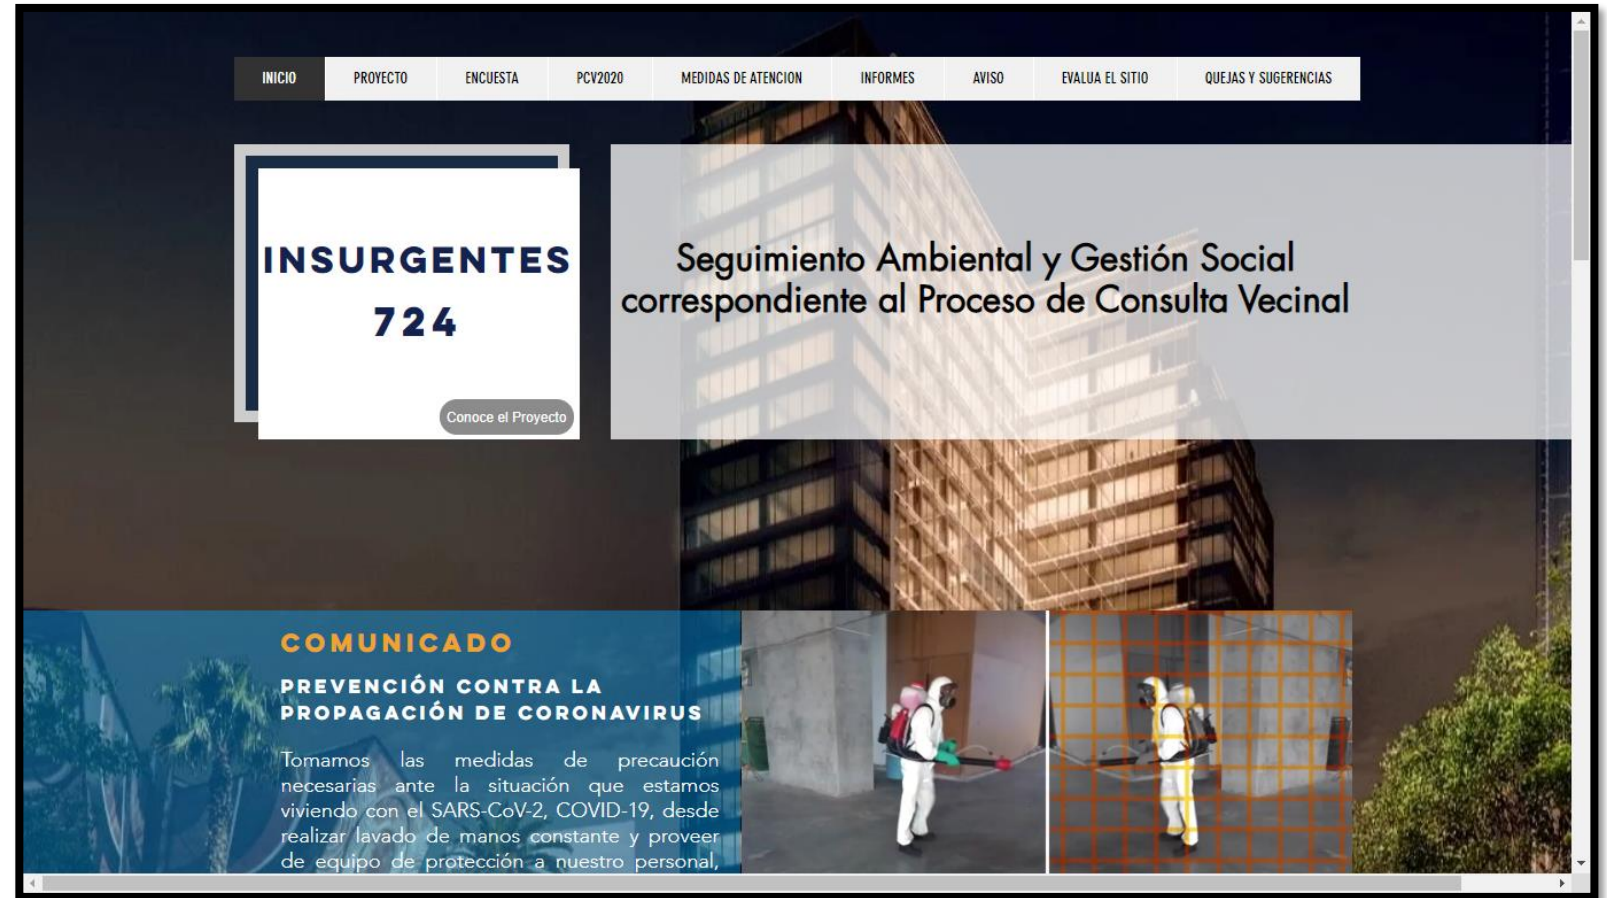 INICIO PROYECTO ENCUESTA PCV2020 MEDIDAS DE ATENCION INFORMES AVISO EVALUA EL SITIO QUEJAS Y SUGERENCIAS
INSURGENTES
724
Conoce el Proyecto
Seguimiento Ambiental y Gestión Social
correspondiente al Proceso de Consulta Vecinal
COMUNICADO
PREVENCIÓN CONTRA LA
PROPAGACIÓN DE CORONAVIRUS
Tomamos las medidas de precaución
necesarias ante la situación que estamos
viviendo con el SARS-CoV-2, COVID-19, desde
realizar lavado de manos constante y proveer
de equipo de protección a nuestro personal,